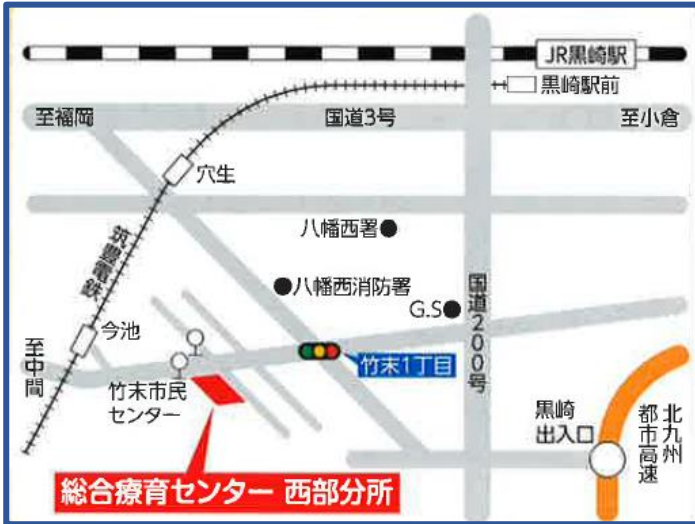 JR黒崎駅
黒崎駅前
至福岡
国道3号
至小倉
穴生
八幡西署
筑豊電鉄
八幡西消防署
G.S
国道200号
今池
竹末1丁目
至中間
竹末市民
センター
黒崎
出入口
北九州
都市高速
総合療育センター 西部分所